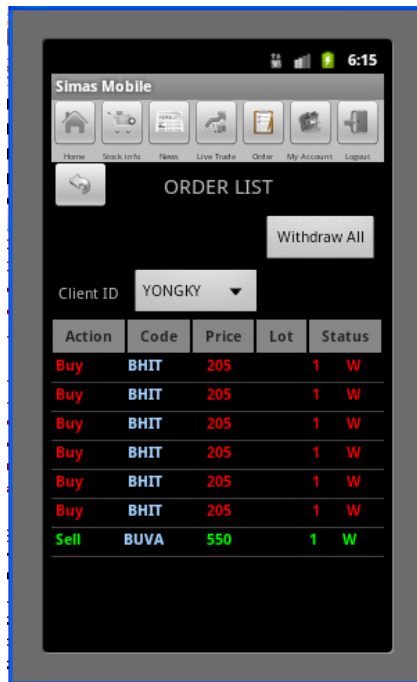 6:15
Simas Mobile
Home Stock info News Live Trade Order My Account Logout
ORDER LIST
Withdraw All
Client ID YONGKY
Action Code Price Lot Status
Buy BHIT 205 1 W
Buy BHIT 205 1 W
Buy BHIT 205 1 W
Buy BHIT 205 1 W
Buy BHIT 205 1 W
Buy BHIT 205 1 W
Sell BUVA 550 1 W